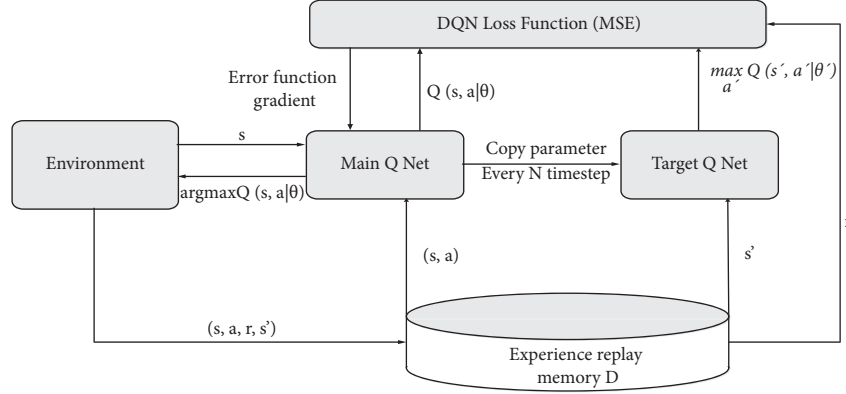 DQN Loss Function (MSE)
Error function
gradient
Q (s, a|θ)
max Q (s´, a´|θ´)
a´
Environment
s
argmaxQ (s, a|θ)
Main Q Net
Copy parameter
Every N timestep
Target Q Net
(s, a)
s’
(s, a, r, s’)
Experience replay
memory D